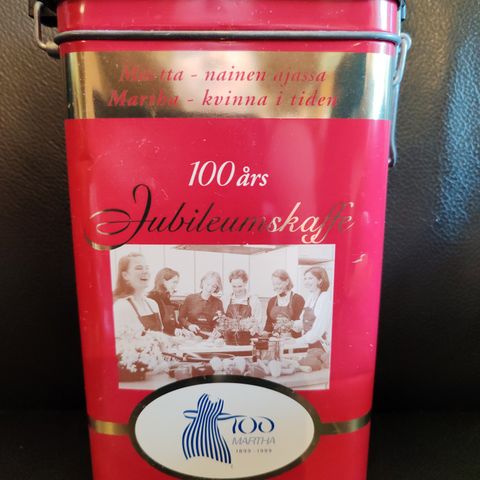 Martta - nainen ajassa
Martha - kvinna i tiden
100 års
Jubileumskaffe
100
MARTHA
1899 - 1999